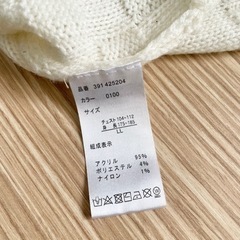 品番 391425204
カラー 0100
サイズ
チェスト104-112
身 長175-185
LL
組成表示
アクリル 95%
ポリエステル 4%
ナイロン 1%